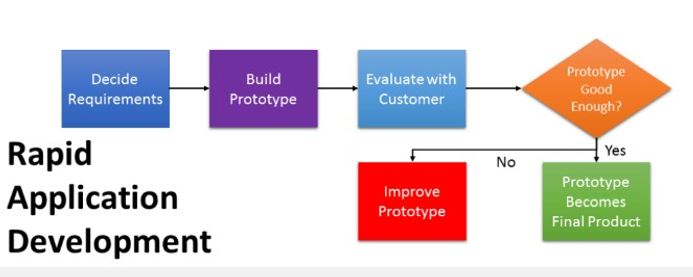 Decide
Requirements
Build
Prototype
Evaluate with
Customer
Prototype
Good
Enough?
No
Yes
Improve
Prototype
Prototype
Becomes
Final Product
Rapid
Application
Development